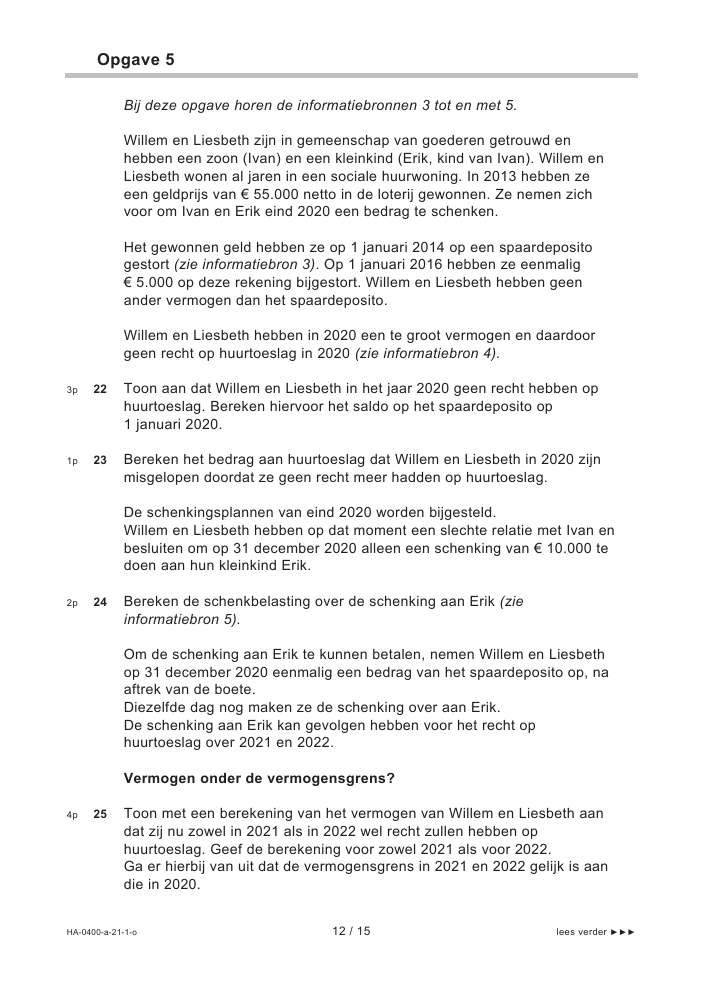 Opgave 5
Bij deze opgave horen de informatiebronnen 3 tot en met 5.
Willem en Liesbeth zijn in gemeenschap van goederen getrouwd en
hebben een zoon (Ivan) en een kleinkind (Erik, kind van Ivan). Willem en
Liesbeth wonen al jaren in een sociale huurwoning. In 2013 hebben ze
een geldprijs van € 55.000 netto in de loterij gewonnen. Ze nemen zich
voor om Ivan en Erik eind 2020 een bedrag te schenken.
Het gewonnen geld hebben ze op 1 januari 2014 op een spaardeposito
gestort (zie informatiebron 3). Op 1 januari 2016 hebben ze eenmalig
€ 5.000 op deze rekening bijgestort. Willem en Liesbeth hebben geen
ander vermogen dan het spaardeposito.
Willem en Liesbeth hebben in 2020 een te groot vermogen en daardoor
geen recht op huurtoeslag in 2020 (zie informatiebron 4).
3p 22 Toon aan dat Willem en Liesbeth in het jaar 2020 geen recht hebben op
huurtoeslag. Bereken hiervoor het saldo op het spaardeposito op
1 januari 2020.
1p 23 Bereken het bedrag aan huurtoeslag dat Willem en Liesbeth in 2020 zijn
misgelopen doordat ze geen recht meer hadden op huurtoeslag.
De schenkingsplannen van eind 2020 worden bijgesteld.
Willem en Liesbeth hebben op dat moment een slechte relatie met Ivan en
besluiten om op 31 december 2020 alleen een schenking van € 10.000 te
doen aan hun kleinkind Erik.
2p 24 Bereken de schenkbelasting over de schenking aan Erik (zie
informatiebron 5).
Om de schenking aan Erik te kunnen betalen, nemen Willem en Liesbeth
op 31 december 2020 eenmalig een bedrag van het spaardeposito op, na
aftrek van de boete.
Diezelfde dag nog maken ze de schenking over aan Erik.
De schenking aan Erik kan gevolgen hebben voor het recht op
huurtoeslag over 2021 en 2022.
Vermogen onder de vermogensgrens?
4p 25 Toon met een berekening van het vermogen van Willem en Liesbeth aan
dat zij nu zowel in 2021 als in 2022 wel recht zullen hebben op
huurtoeslag. Geef de berekening voor zowel 2021 als voor 2022.
Ga er hierbij van uit dat de vermogensgrens in 2021 en 2022 gelijk is aan
die in 2020.
HA-0400-a-21-1-o 12 / 15 lees verder ►►►